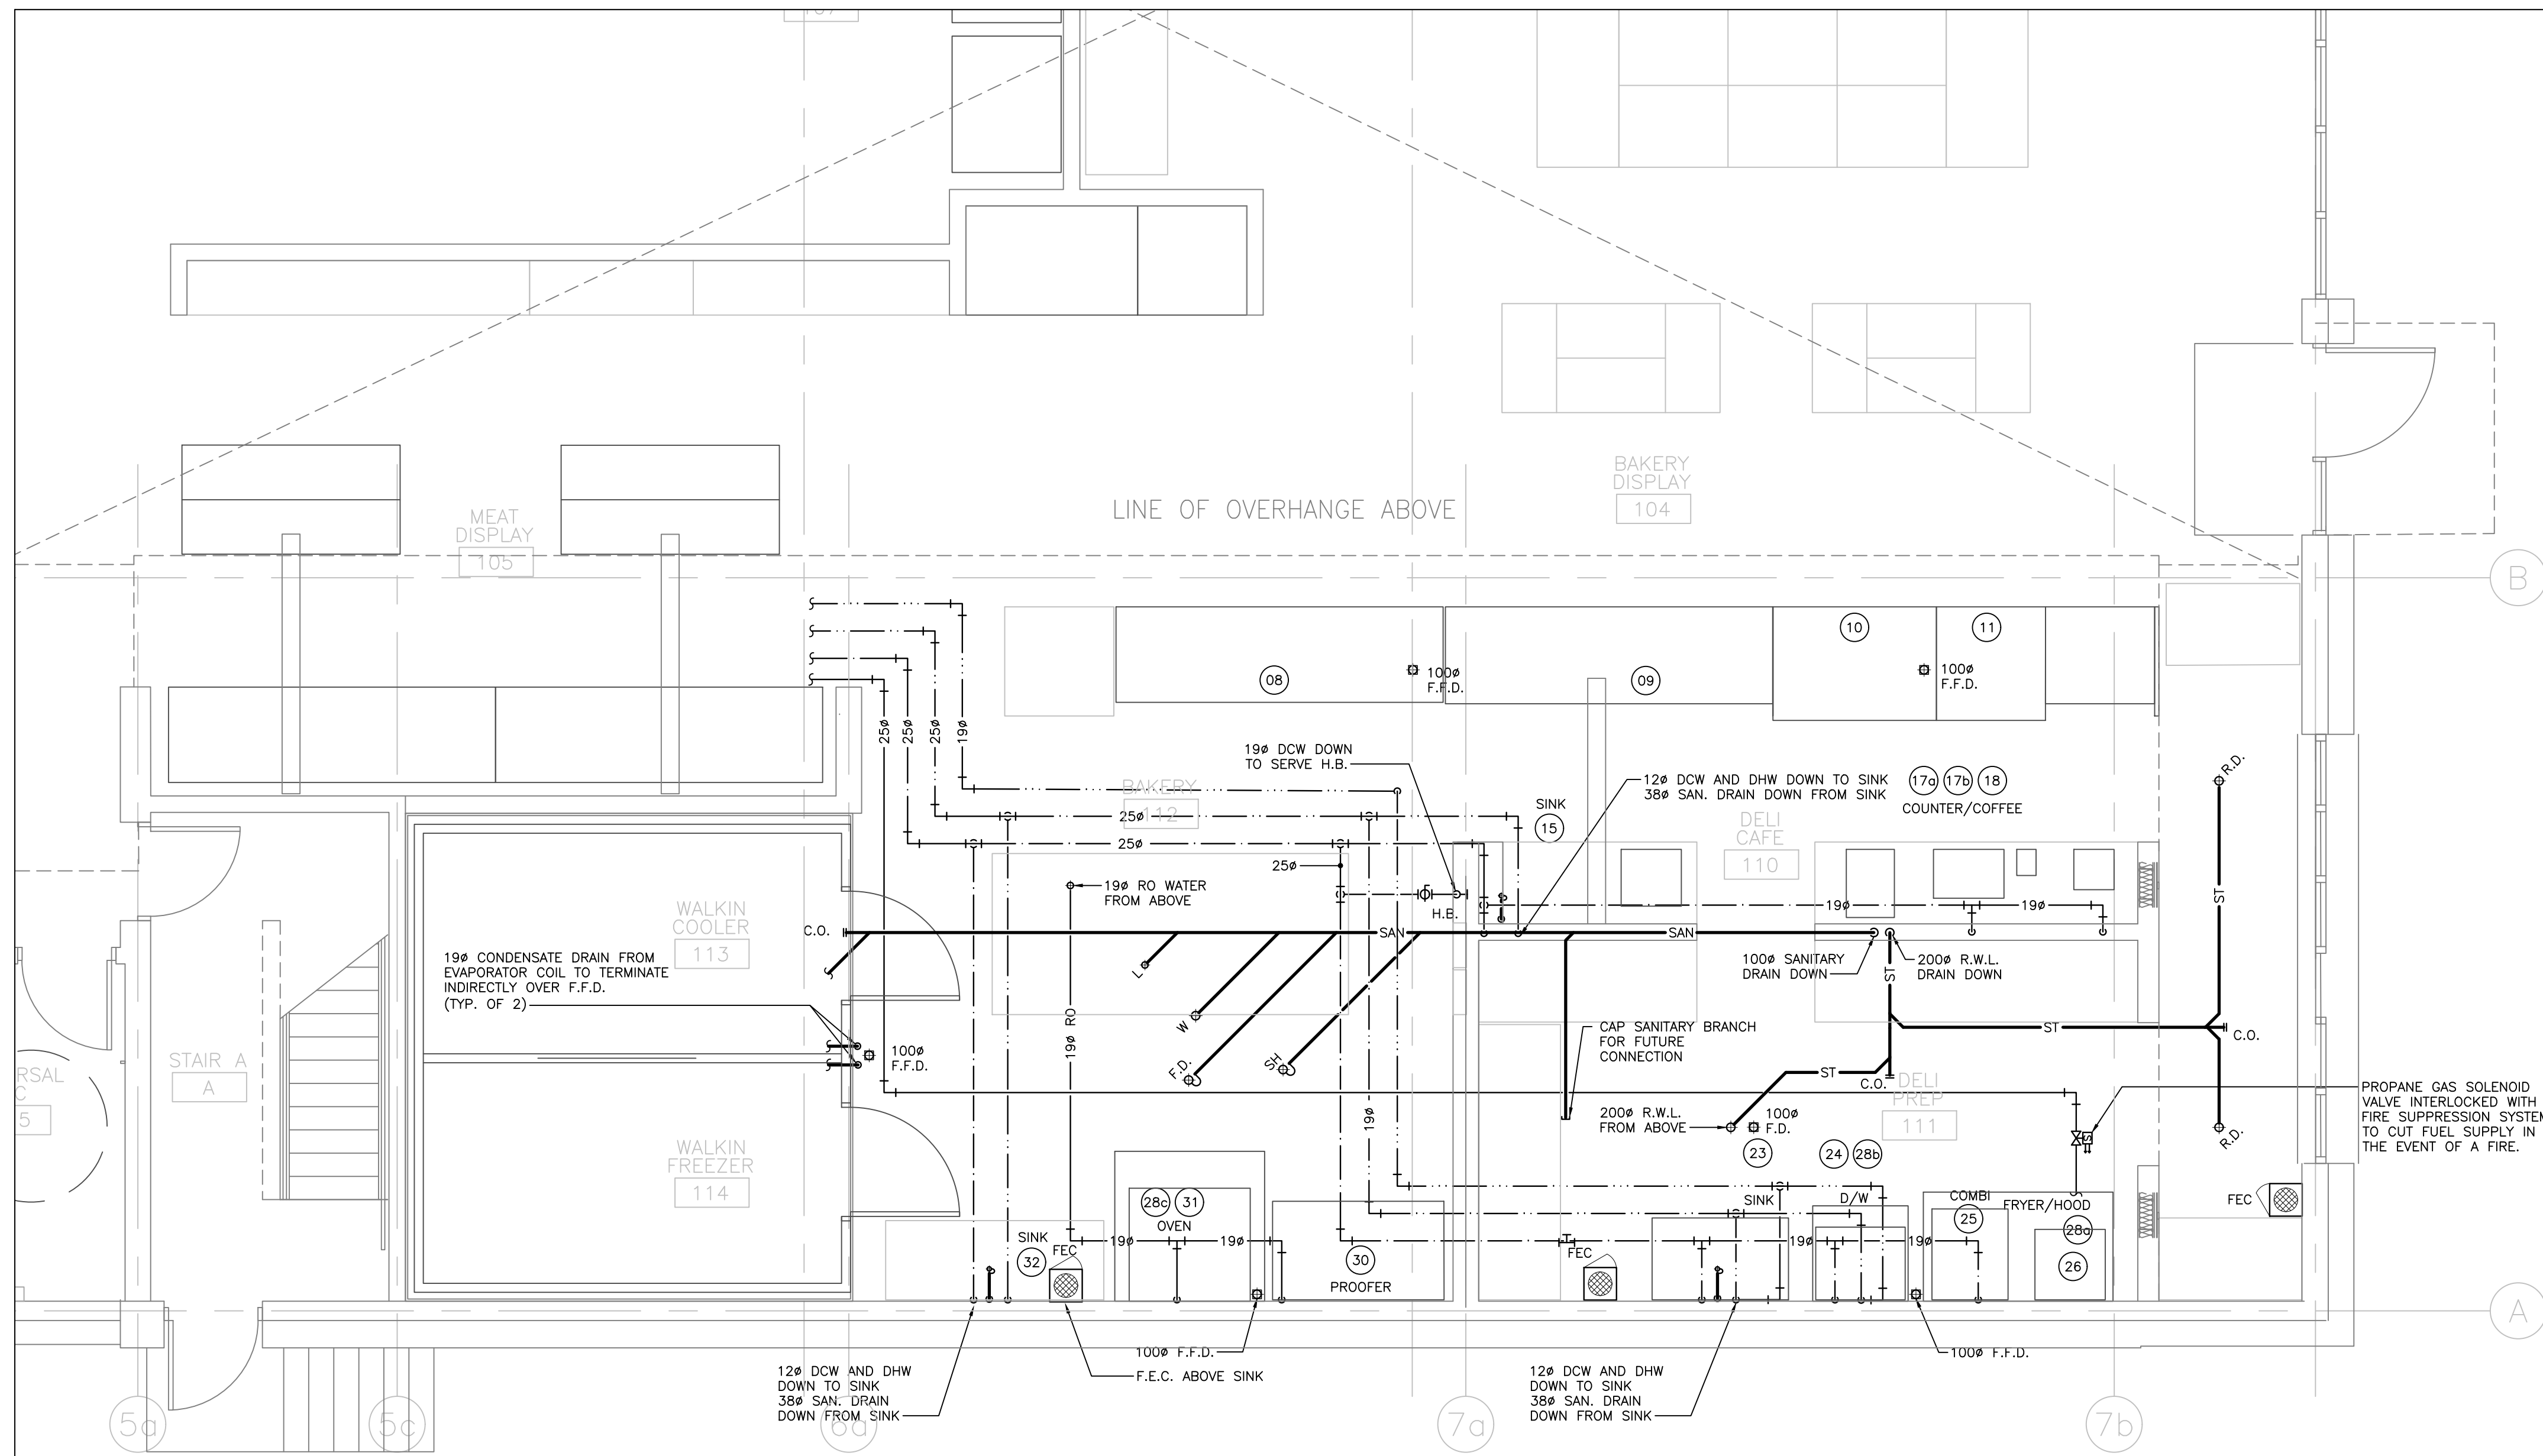 MEAT
DISPLAY
105
LINE OF OVERHANGE ABOVE
BAKERY
DISPLAY
104
B
08
100ø
F.F.D.
09
10
11
100ø
F.F.D.
25ø
25ø
25ø
19ø
19ø DCW DOWN
TO SERVE H.B.
12ø DCW AND DHW DOWN TO SINK
38ø SAN. DRAIN DOWN FROM SINK
17a
17b
18
COUNTER/COFFEE
R.D.
BAKERY
112
SINK
15
DELI
CAFE
110
25ø
25ø
25ø
19ø RO WATER
FROM ABOVE
H.B.
19ø
19ø
ST
WALKIN
COOLER
113
C.O.
SAN
SAN
19ø CONDENSATE DRAIN FROM
EVAPORATOR COIL TO TERMINATE
INDIRECTLY OVER F.F.D.
(TYP. OF 2)
L
W
F.D.
SH
100ø SANITARY
DRAIN DOWN
ST
200ø R.W.L.
DRAIN DOWN
19ø RO
CAP SANITARY BRANCH
FOR FUTURE
CONNECTION
ST
C.O.
100ø
F.F.D.
STAIR A
A
RSAL
C
5
ST
C.O.
DELI
PREP
111
200ø R.W.L.
FROM ABOVE
100ø
F.D.
23
24
28b
19ø
R.D.
PROPANE GAS SOLENOID
VALVE INTERLOCKED WITH
FIRE SUPPRESSION SYSTEM
TO CUT FUEL SUPPLY IN
THE EVENT OF A FIRE.
S
WALKIN
FREEZER
114
28c
31
OVEN
SINK
32
FEC
19ø
19ø
30
PROOFER
FEC
SINK
D/W
19ø
19ø
COMBI
25
FRYER/HOOD
28a
26
FEC
A
100ø F.F.D.
F.E.C. ABOVE SINK
100ø F.F.D.
12ø DCW AND DHW
DOWN TO SINK
38ø SAN. DRAIN
DOWN FROM SINK
12ø DCW AND DHW
DOWN TO SINK
38ø SAN. DRAIN
DOWN FROM SINK
5a
5c
6a
7a
7b